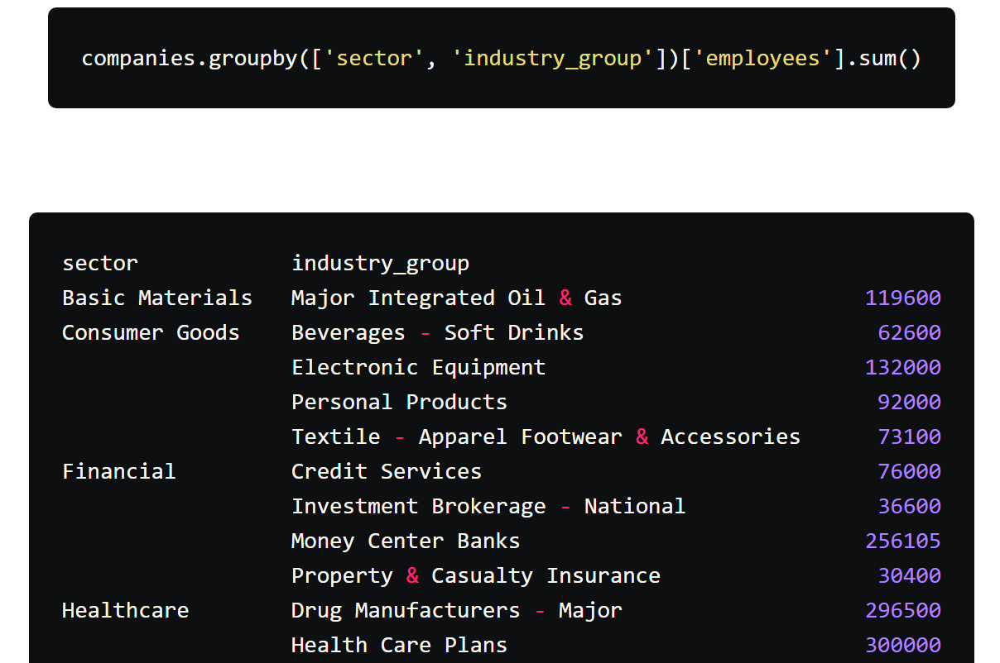 companies.groupby(['sector', 'industry_group'])['employees'].sum()
sector industry_group
Basic Materials Major Integrated Oil & Gas 119600
Consumer Goods Beverages - Soft Drinks 62600
Electronic Equipment 132000
Personal Products 92000
Textile - Apparel Footwear & Accessories 73100
Financial Credit Services 76000
Investment Brokerage - National 36600
Money Center Banks 256105
Property & Casualty Insurance 30400
Healthcare Drug Manufacturers - Major 296500
Health Care Plans 300000